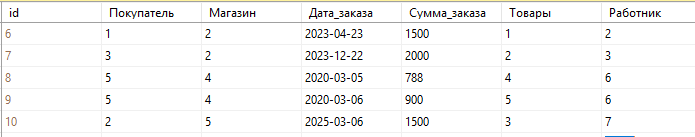 id Покупатель Магазин Дата_заказа Сумма_заказа Товары Работник
6 1 2 2023-04-23 1500 1 2
7 3 2 2023-12-22 2000 2 3
8 5 4 2020-03-05 788 4 6
9 5 4 2020-03-06 900 5 6
10 2 5 2025-03-06 1500 3 7